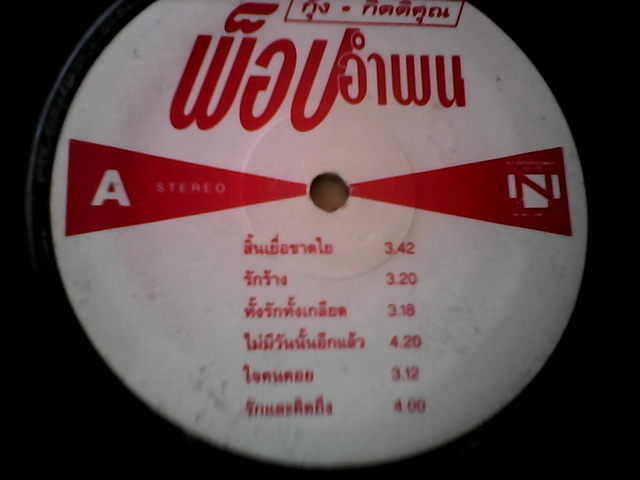 กุ้ง - กิตติคุณ
พ็อปอำพน
A STEREO
N
สิ้นเยื่อขาดใย 3.42
รักร้าง 3.20
ทั้งรักทั้งเกลียด 3.18
ไม่มีวันนั้นอีกแล้ว 4.20
ใจคนคอย 3.12
รักและคิดถึง 4.00